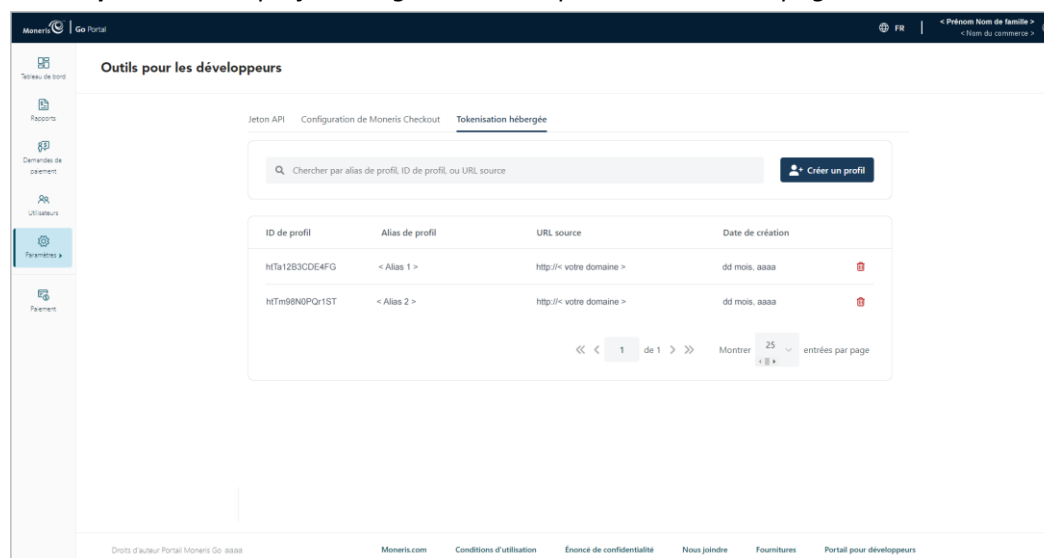 Moneris Go Portal
FR
< Prénom Nom de famille >
< Nom du commerce >
Tableau de bord
Rapports
Demandes de
paiement
Utilisateurs
Paramètres
Paiement
Outils pour les développeurs
Jeton API Configuration de Moneris Checkout Tokenisation hébergée
Chercher par alias de profil, ID de profil, ou URL source
Créer un profil
ID de profil Alias de profil URL source Date de création
htTa12B3CDE4FG < Alias 1 > http://< votre domaine > dd mois, aaaa
htTm98N0PQr1ST < Alias 2 > http://< votre domaine > dd mois, aaaa
1 de 1 Montrer 25 entrées par page
Droits d'auteur Portail Moneris Go aaaa Moneris.com Conditions d'utilisation Énoncé de confidentialité Nous joindre Fournitures Portail pour développeurs